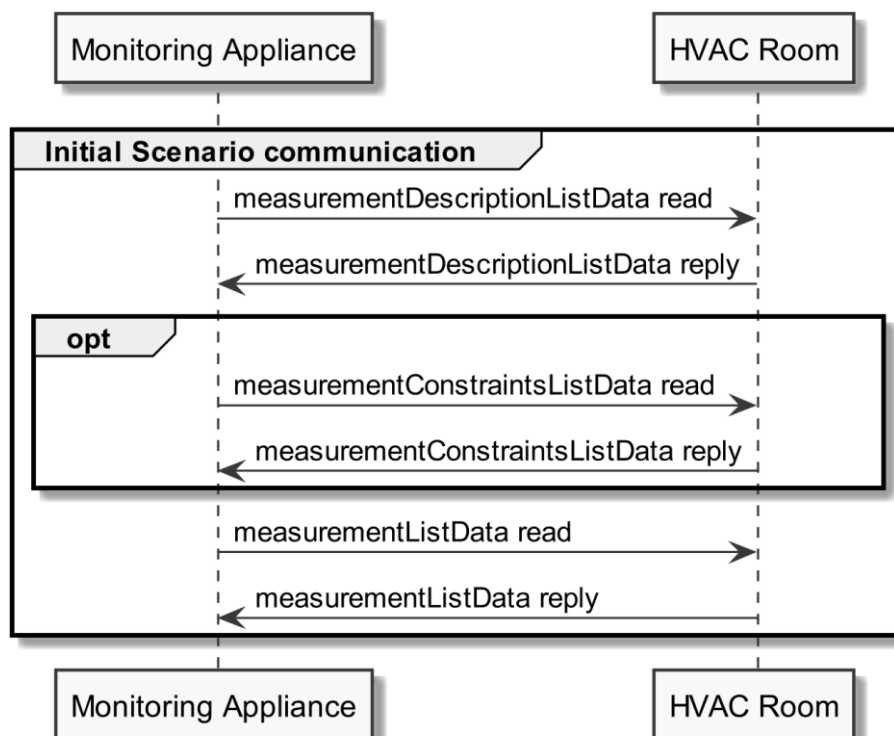 Monitoring Appliance HVAC Room
Initial Scenario communication
measurementDescriptionListData read
measurementDescriptionListData reply
opt
measurementConstraintsListData read
measurementConstraintsListData reply
measurementListData read
measurementListData reply
Monitoring Appliance HVAC Room